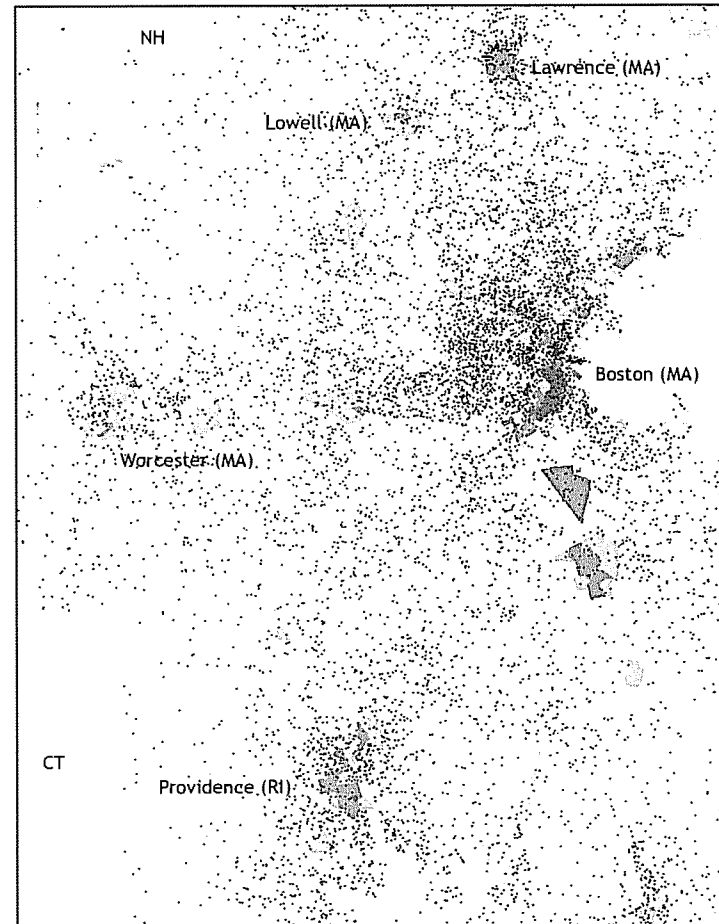 NH
Lawrence (MA)
Lowell (MA)
Boston (MA)
Worcester (MA)
CT
Providence (RI)